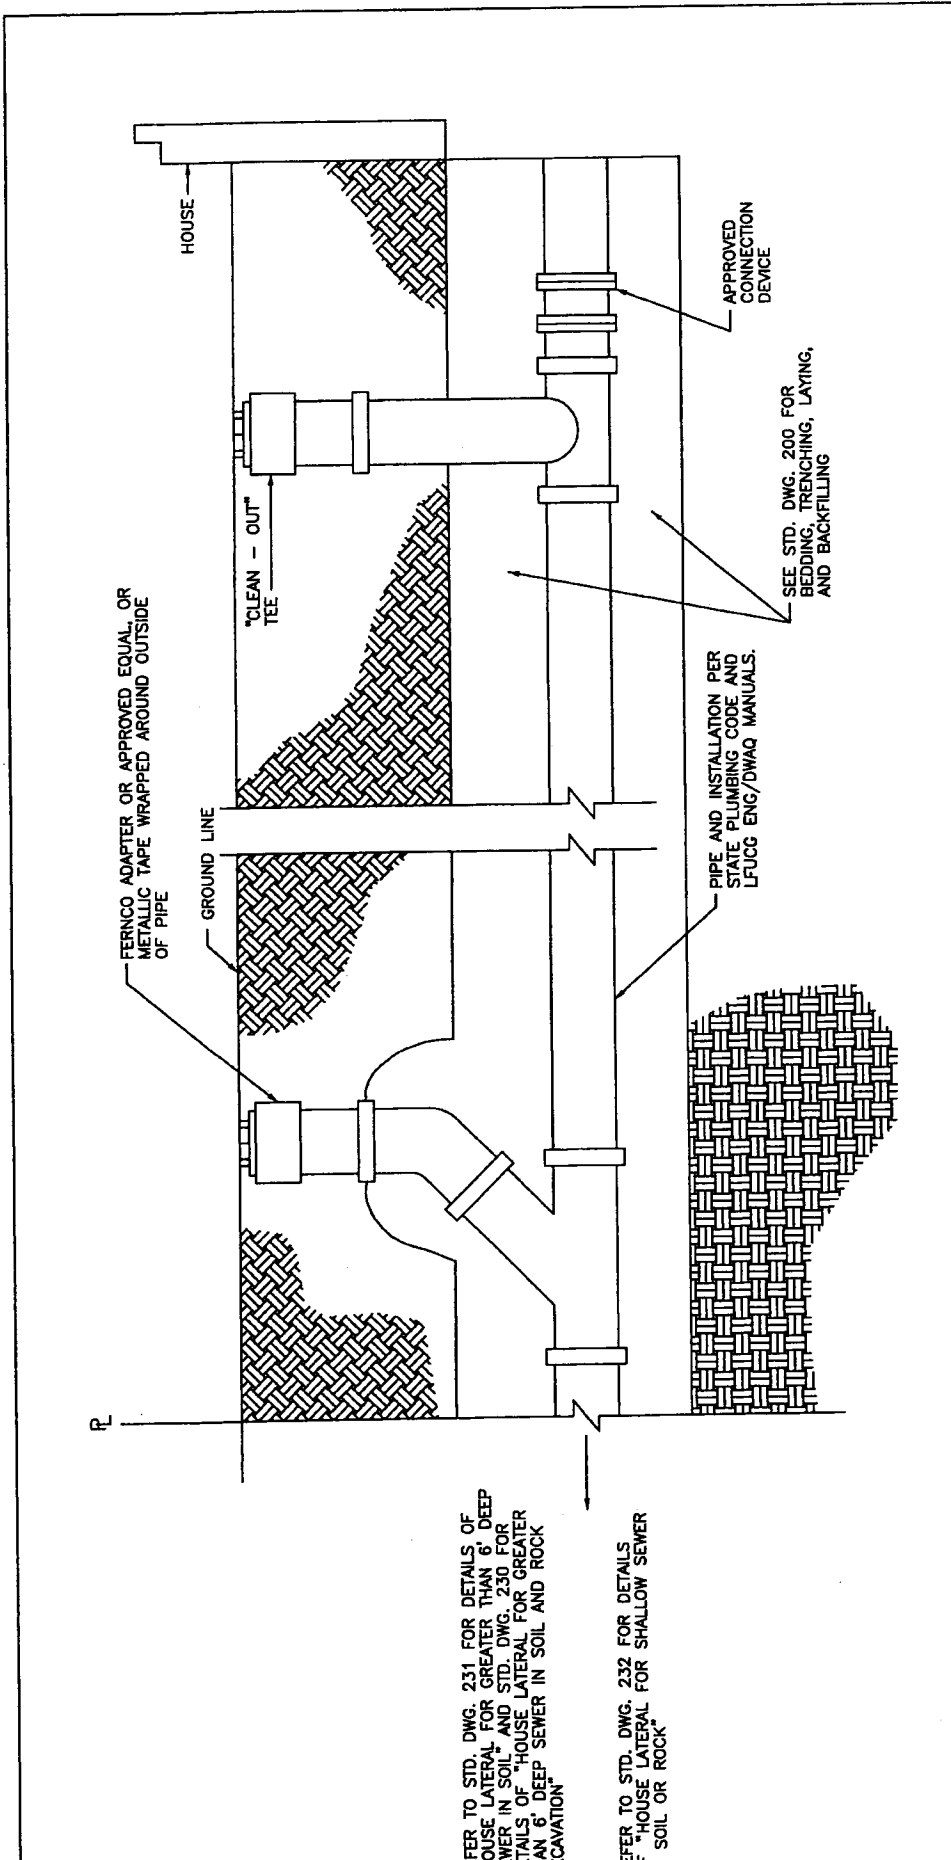 HOUSE
APPROVED
CONNECTION
DEVICE
"CLEAN - OUT"
TEE
SEE STD. DWG. 200 FOR
BEDDING, TRENCHING, LAYING,
AND BACKFILLING
FERNCO ADAPTER OR APPROVED EQUAL, OR
METALLIC TAPE WRAPPED AROUND OUTSIDE
OF PIPE
GROUND LINE
PIPE AND INSTALLATION PER
STATE PLUMBING CODE AND
LFUCG ENG/DWAQ MANUALS.
PL
FER TO STD. DWG. 231 FOR DETAILS OF
OUSE LATERAL FOR GREATER THAN 6' DEEP
WER IN SOIL" AND STD. DWG. 230 FOR
TAILS OF "HOUSE LATERAL FOR GREATER
AN 6' DEEP SEWER IN SOIL AND ROCK
CAVATION"
EFER TO STD. DWG. 232 FOR DETAILS
"HOUSE LATERAL FOR SHALLOW SEWER
SOIL OR ROCK"